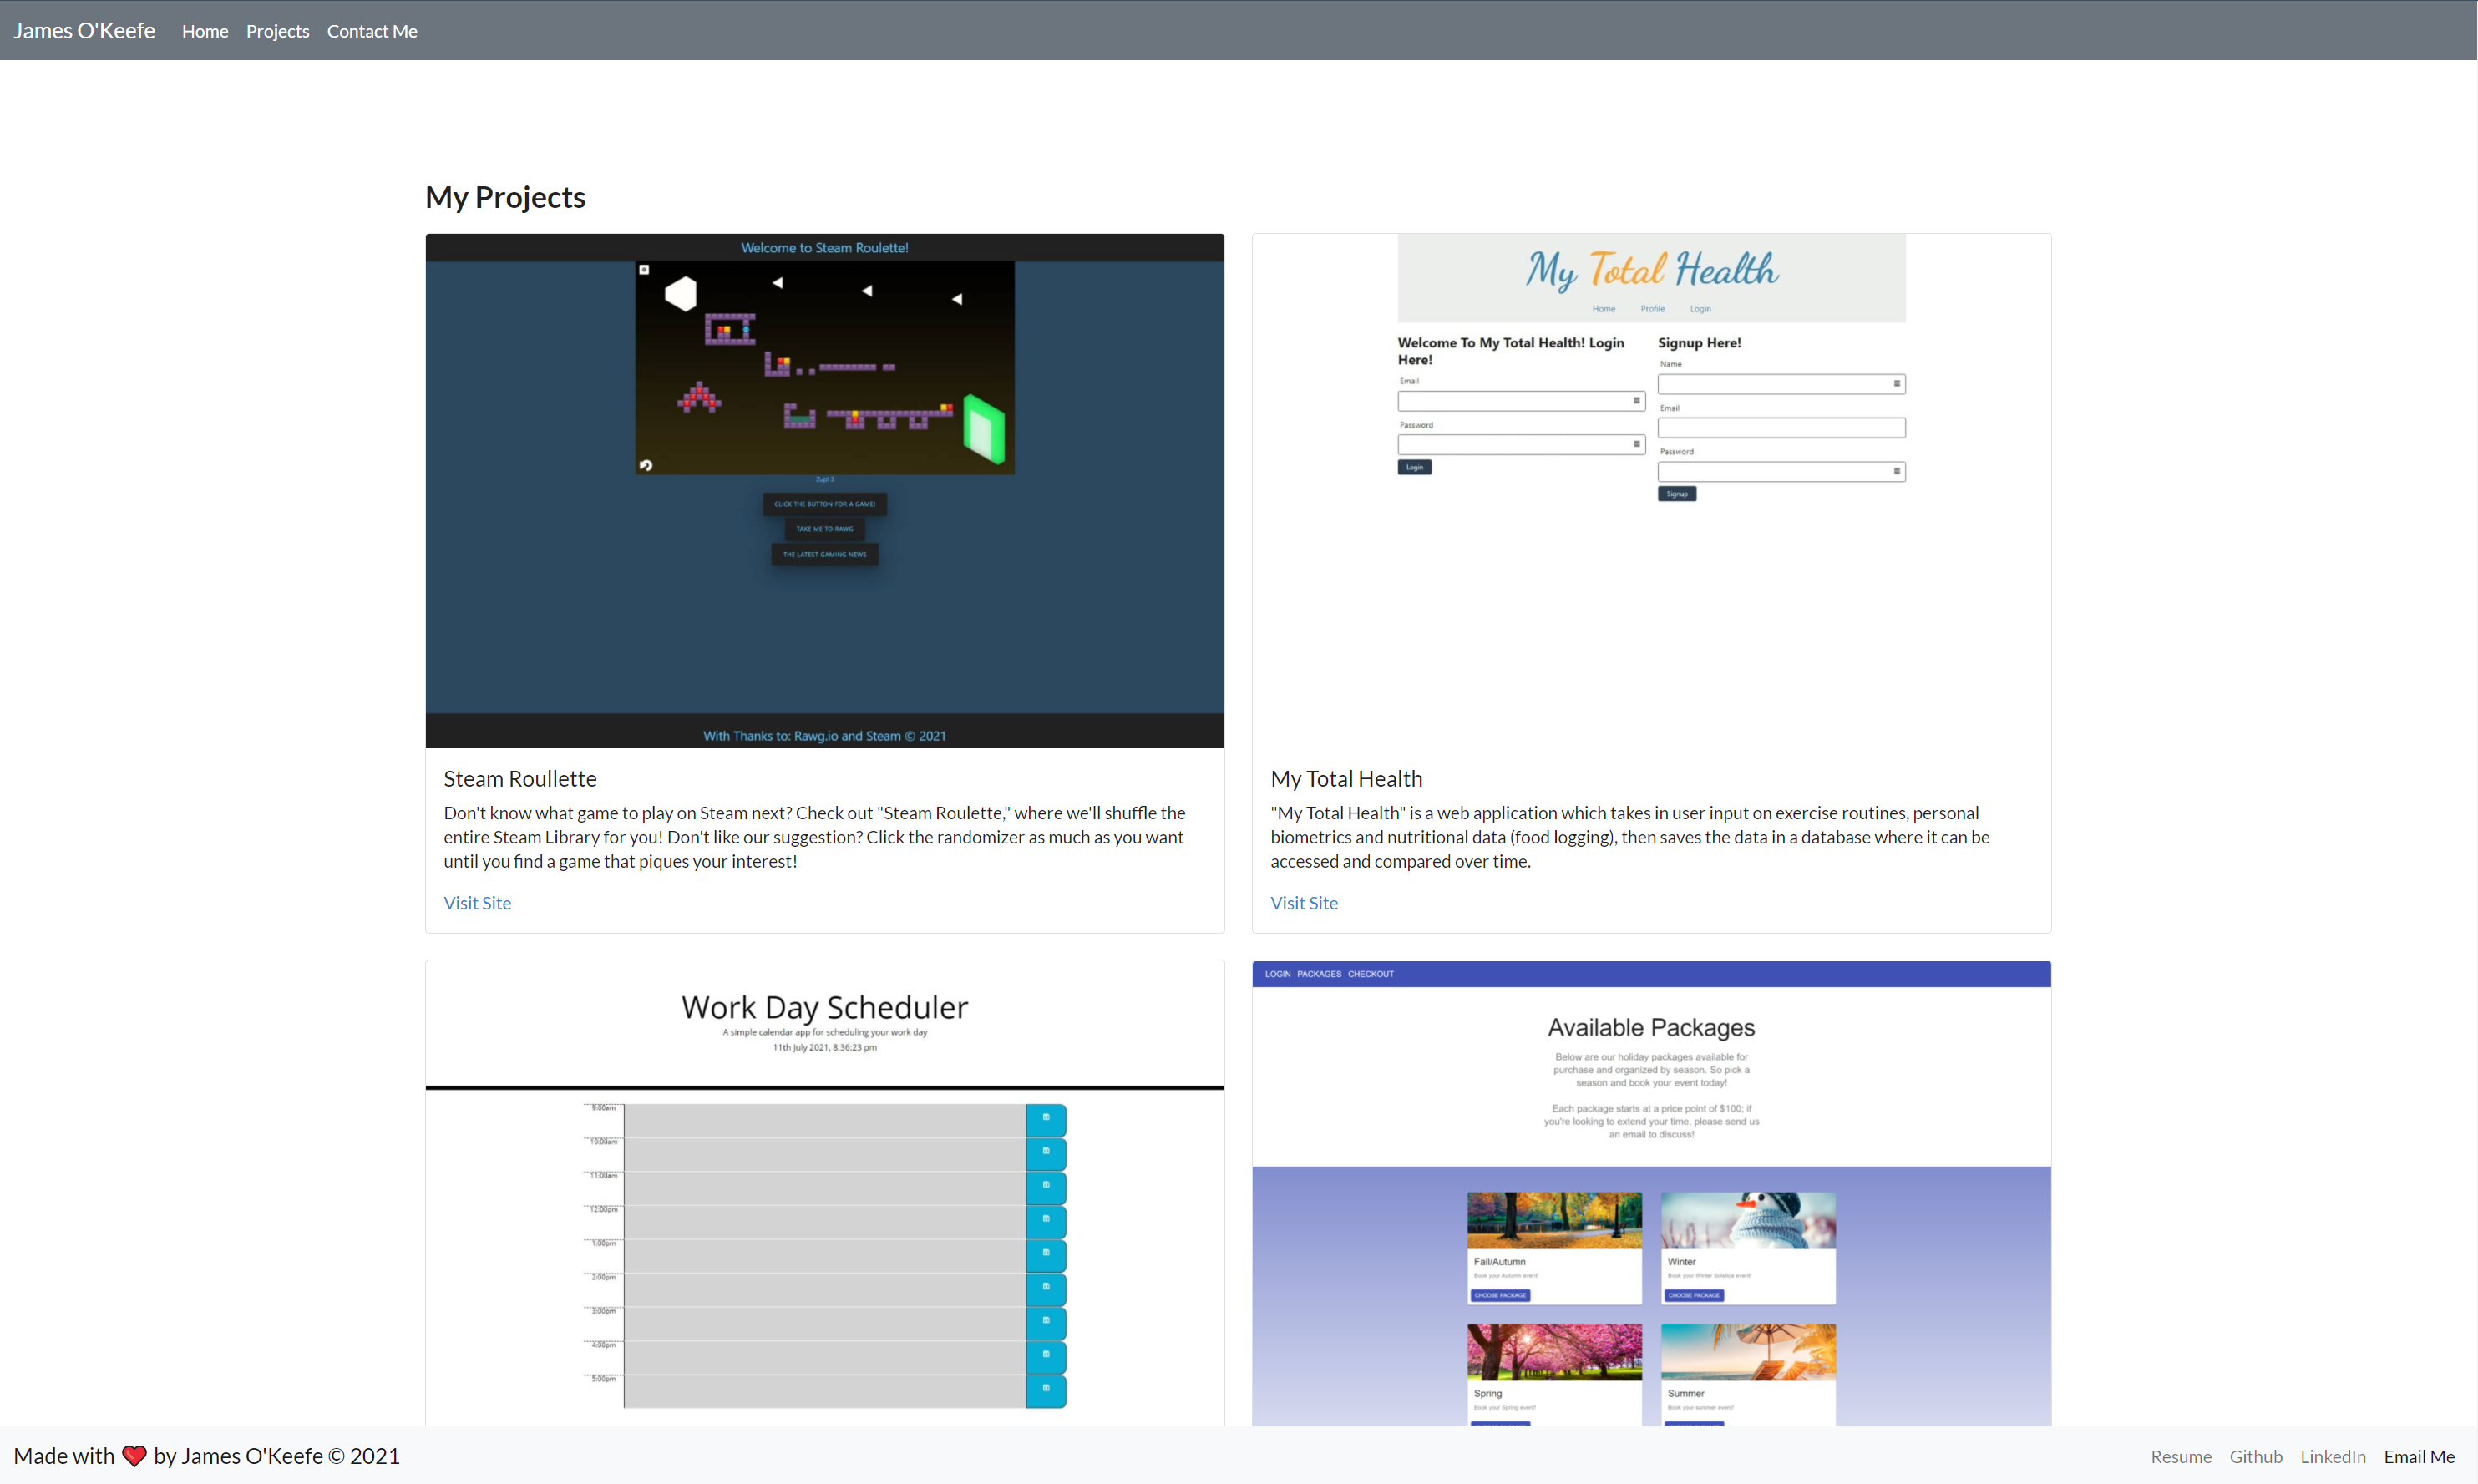 James O'Keefe Home Projects Contact Me
My Projects
Welcome to Steam Roulette!
Zupl 3
CLICK THE BUTTON FOR A GAME!
TAKE ME TO RAWG
THE LATEST GAMING NEWS
With Thanks to: Rawg.io and Steam © 2021
Steam Roullette
Don't know what game to play on Steam next? Check out "Steam Roulette," where we'll shuffle the
entire Steam Library for you! Don't like our suggestion? Click the randomizer as much as you want
until you find a game that piques your interest!
Visit Site
My Total Health
Home Profile Login
Welcome To My Total Health! Login
Here!
Email
Password
Login
Signup Here!
Name
Email
Password
Signup
My Total Health
"My Total Health" is a web application which takes in user input on exercise routines, personal
biometrics and nutritional data (food logging), then saves the data in a database where it can be
accessed and compared over time.
Visit Site
Work Day Scheduler
A simple calendar app for scheduling your work day
11th July 2021, 8:36:23 pm
9:00am
10:00am
11:00am
12:00pm
1:00pm
2:00pm
3:00pm
4:00pm
5:00pm
LOGIN PACKAGES CHECKOUT
Available Packages
Below are our holiday packages available for
purchase and organized by season. So pick a
season and book your event today!
Each package starts at a price point of $100; if
you're looking to extend your time, please send us
an email to discuss!
Fall/Autumn
Book your Autumn event!
CHOOSE PACKAGE
Winter
Book your Winter Solstice event!
CHOOSE PACKAGE
Spring
Book your Spring event!
Summer
Book your summer event!
Made with ❤️ by James O'Keefe © 2021
Resume Github LinkedIn Email Me